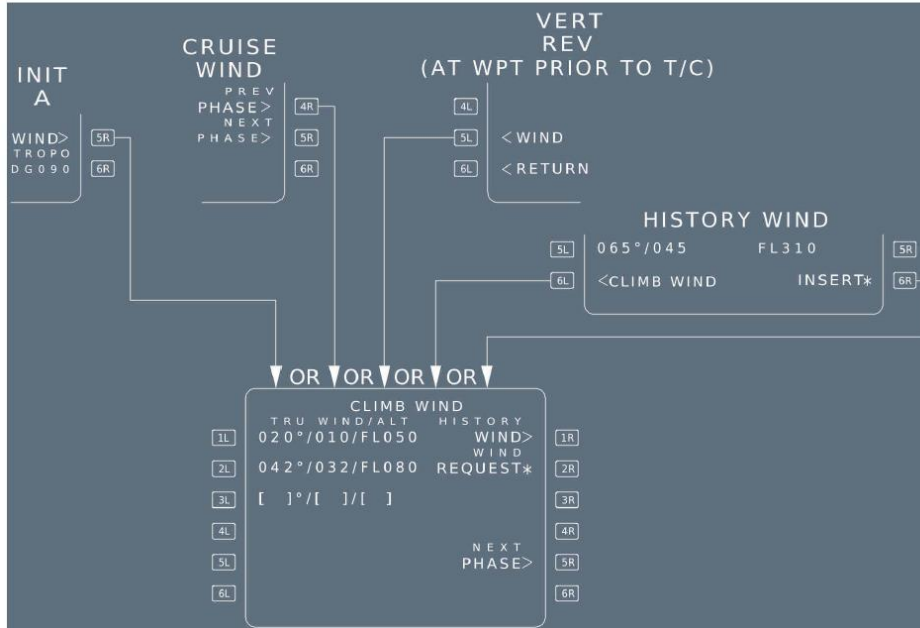 INIT
A
WIND>
TROPO
DG090
5R
6R
CRUISE
WIND
PREV
PHASE>
NEXT
PHASE>
4R
5R
6R
VERT
REV
(AT WPT PRIOR TO T/C)
4L
5L <WIND
6L <RETURN
HISTORY WIND
5L 065°/045 FL310 5R
6L <CLIMB WIND INSERT* 6R
OR OR OR OR
CLIMB WIND
TRU WIND/ALT HISTORY
1L 020°/010/FL050 WIND> 1R
WIND
2L 042°/032/FL080 REQUEST* 2R
3L [ ]°/[ ]/[ ] 3R
4L 4R
NEXT
5L PHASE> 5R
6L 6R